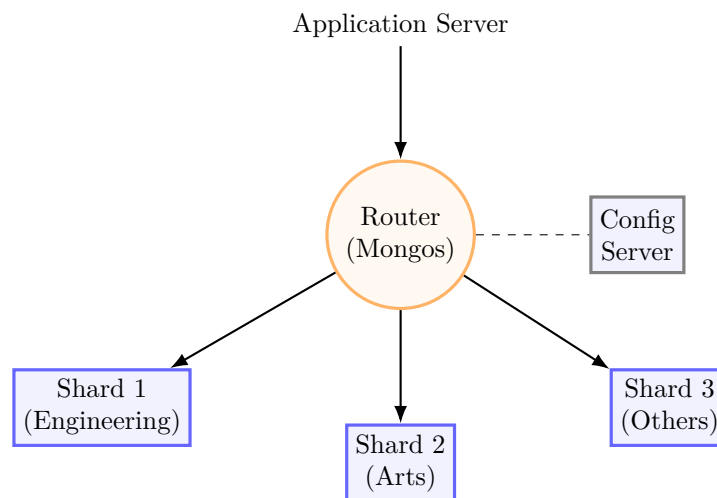 Application Server
Router
(Mongos)
Config
Server
Shard 1
(Engineering)
Shard 2
(Arts)
Shard 3
(Others)